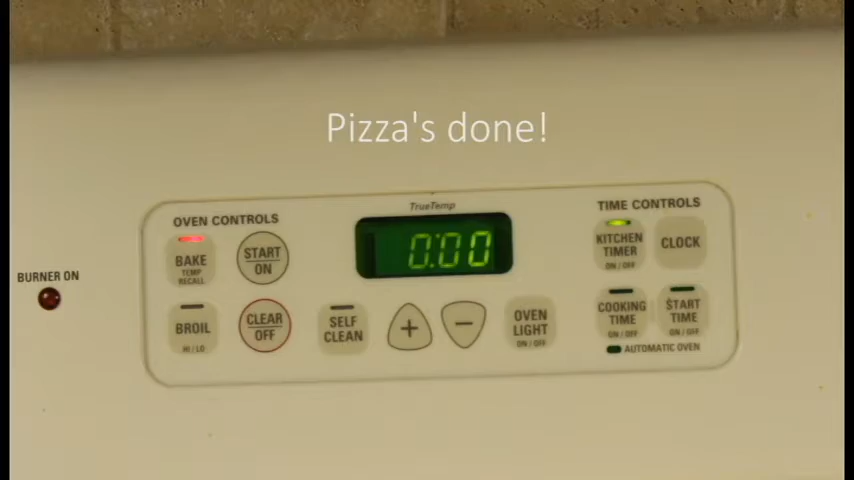 Pizza's done!
TrueTemp
OVEN CONTROLS
TIME CONTROLS
0:00
BAKE
TEMP
RECALL
START
ON
KITCHEN
TIMER
ON / OFF
CLOCK
BURNER ON
BROIL
HI / LO
CLEAR
OFF
SELF
CLEAN
+
−
OVEN
LIGHT
ON / OFF
COOKING
TIME
ON / OFF
START
TIME
ON / OFF
AUTOMATIC OVEN